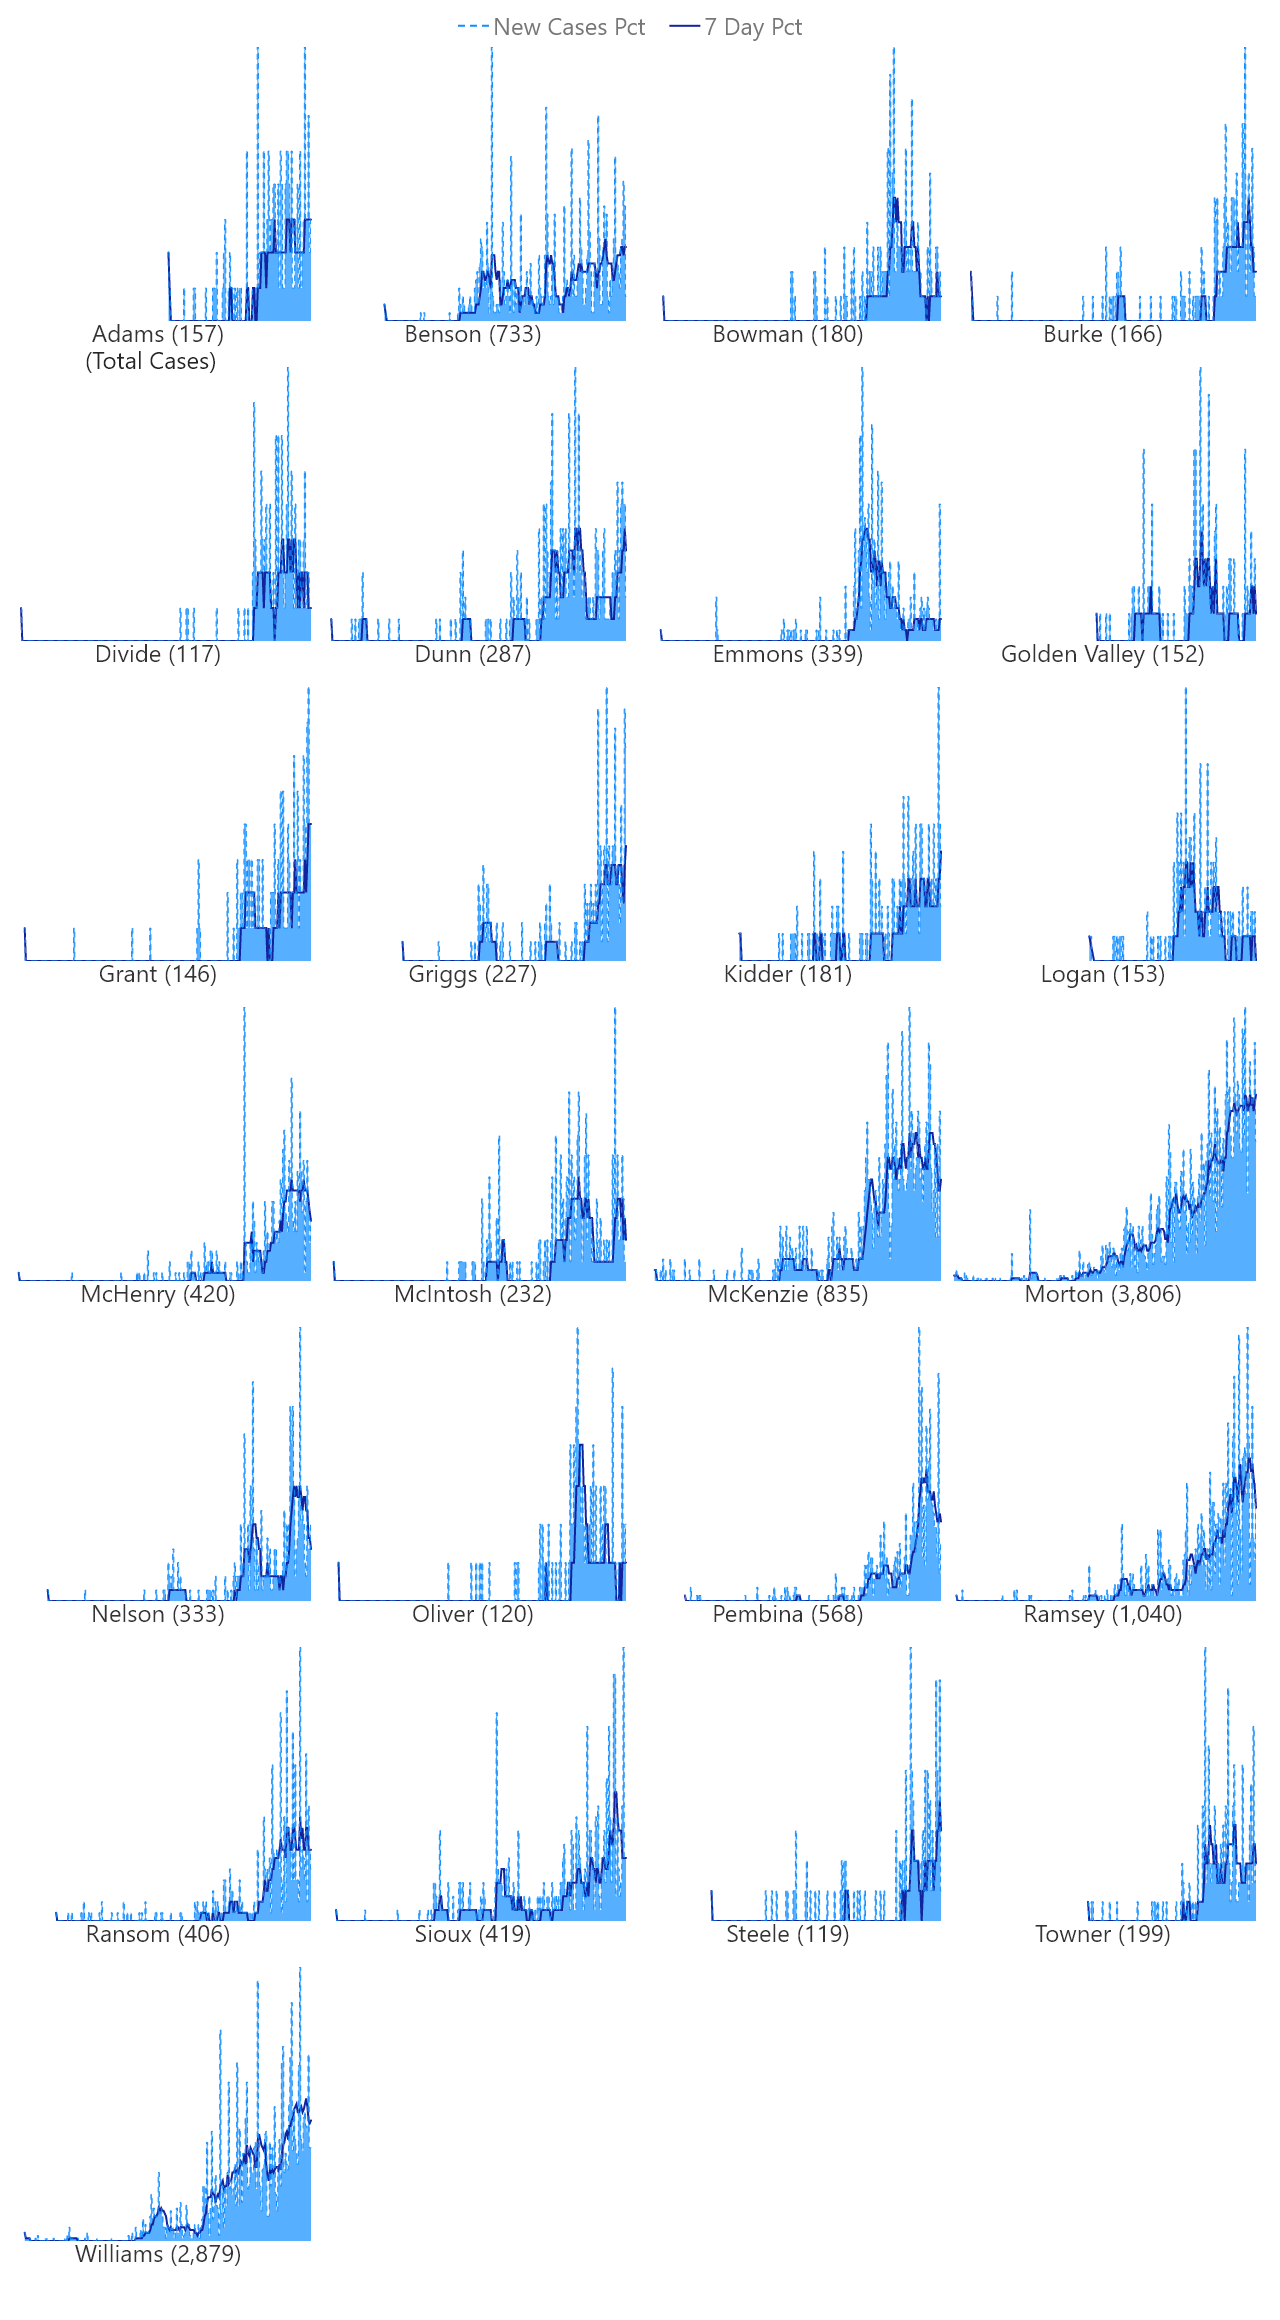 New Cases Pct 7 Day Pct
Adams (157)
(Total Cases)
Benson (733)
Bowman (180)
Burke (166)
Divide (117)
Dunn (287)
Emmons (339)
Golden Valley (152)
Grant (146)
Griggs (227)
Kidder (181)
Logan (153)
McHenry (420)
McIntosh (232)
McKenzie (835)
Morton (3,806)
Nelson (333)
Oliver (120)
Pembina (568)
Ramsey (1,040)
Ransom (406)
Sioux (419)
Steele (119)
Towner (199)
Williams (2,879)